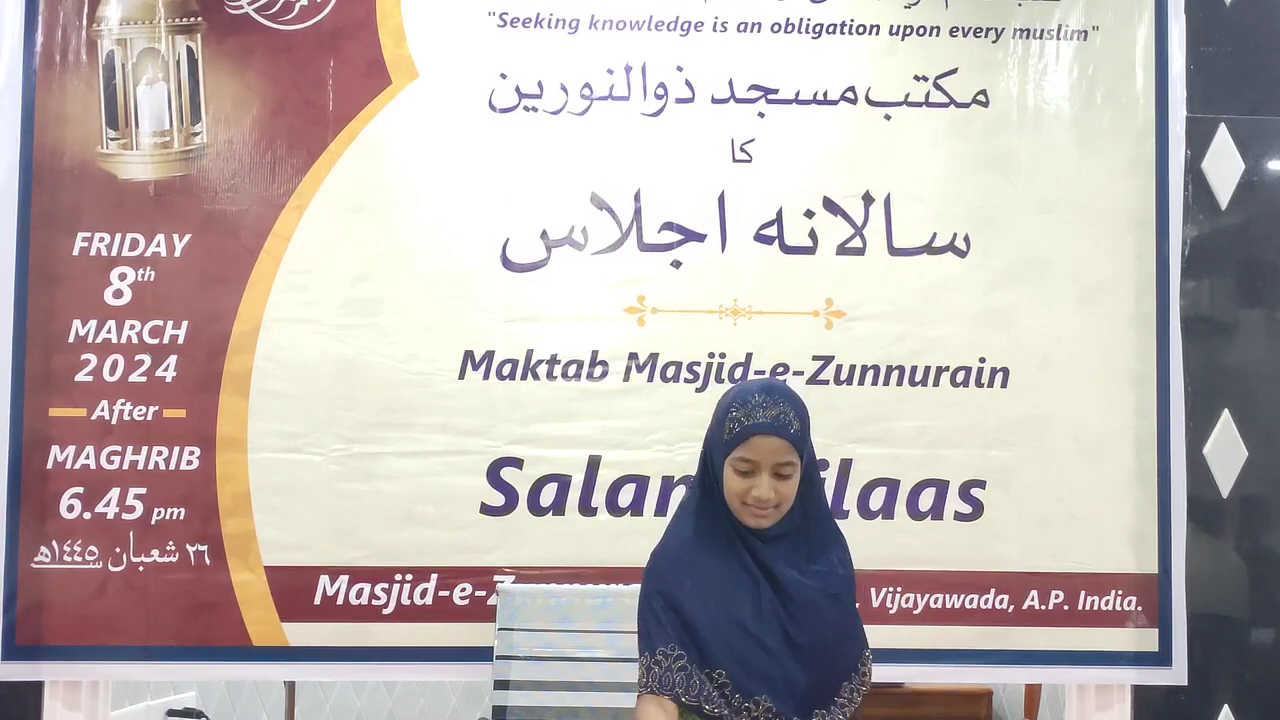 "Seeking knowledge is an obligation upon every muslim"
مکتب مسجد ذوالنورین
کا
سالانہ اجلاس
Maktab Masjid-e-Zunnurain
FRIDAY
8th
MARCH
2024
After
MAGHRIB
6.45 pm
٢٦ شعبان ١٤٤٥ھ
Masjid-e-
, Vijayawada, A.P. India.